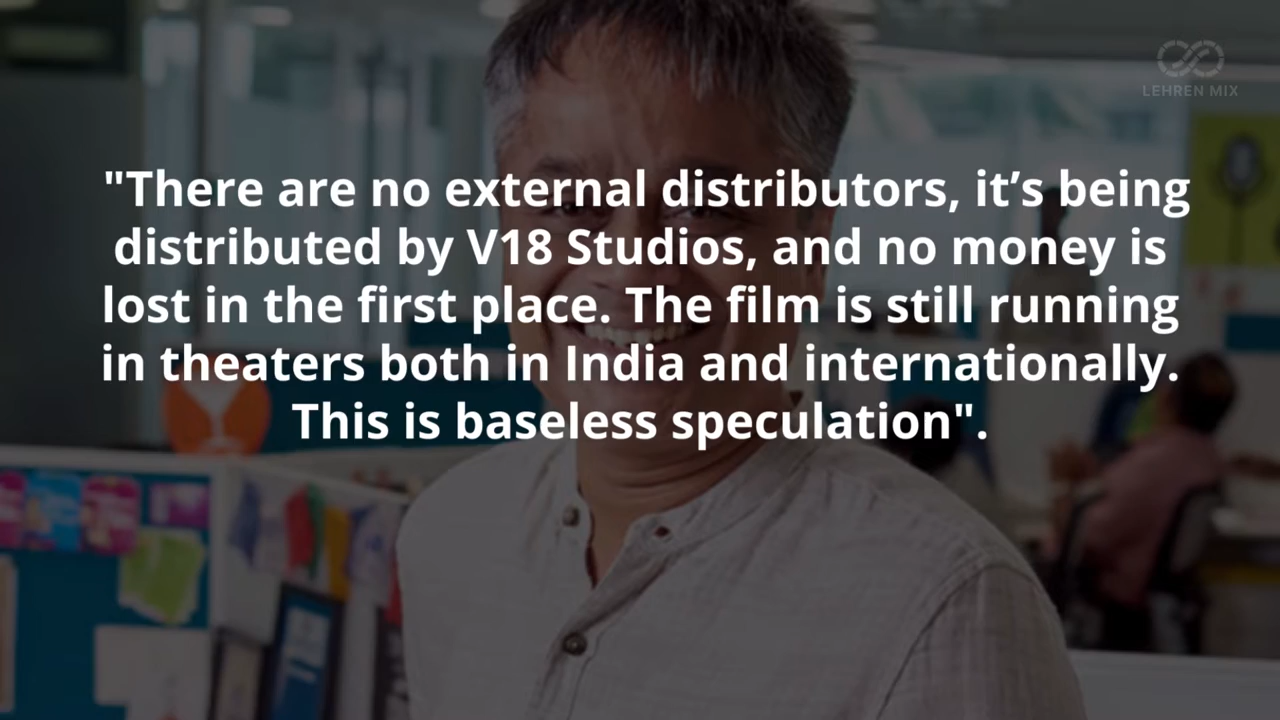 LEHREN MIX
"There are no external distributors, it’s being
distributed by V18 Studios, and no money is
lost in the first place. The film is still running
in theaters both in India and internationally.
This is baseless speculation".